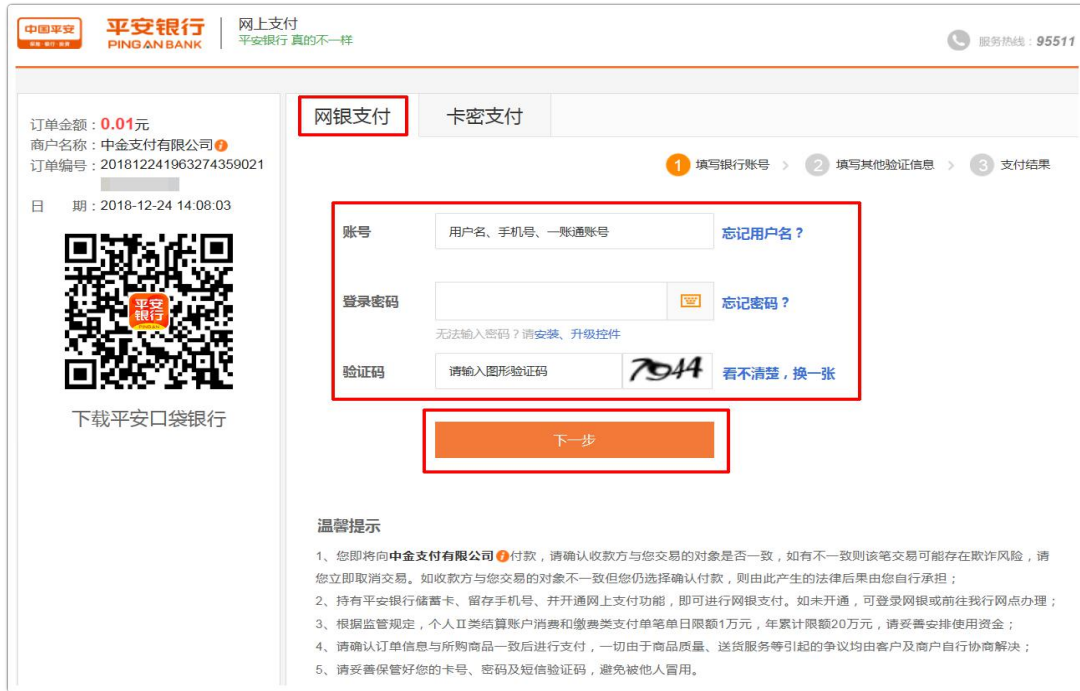 中国平安
保险·银行·投资
平安银行
PING AN BANK
网上支付
平安银行 真的不一样
服务热线：95511
订单金额：0.01元
商户名称：中金支付有限公司
订单编号：201812241963274359021
日 期：2018-12-24 14:08:03
平安
银行
PINGAN
下载平安口袋银行
网银支付
卡密支付
1 填写银行账号 > 2 填写其他验证信息 > 3 支付结果
账号 用户名、手机号、一账通账号 忘记用户名？
登录密码 忘记密码？
无法输入密码？请安装、升级控件
验证码 请输入图形验证码 7944 看不清楚，换一张
下一步
温馨提示
1、您即将向中金支付有限公司付款，请确认收款方与您交易的对象是否一致，如有不一致则该笔交易可能存在欺诈风险，请
您立即取消交易。如收款方与您交易的对象不一致但您仍选择确认付款，则由此产生的法律后果由您自行承担；
2、持有平安银行储蓄卡、留存手机号、并开通网上支付功能，即可进行网银支付。如未开通，可登录网银或前往我行网点办理；
3、根据监管规定，个人Ⅱ类结算账户消费和缴费类支付单笔单日限额1万元，年累计限额20万元，请妥善安排使用资金；
4、请确认订单信息与所购商品一致后进行支付，一切由于商品质量、送货服务等引起的争议均由客户及商户自行协商解决；
5、请妥善保管好您的卡号、密码及短信验证码，避免被他人冒用。